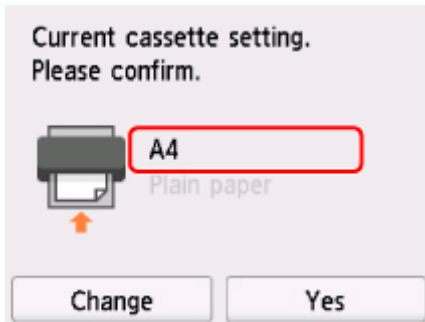 Current cassette setting.
Please confirm.
A4
Plain paper
Change
Yes